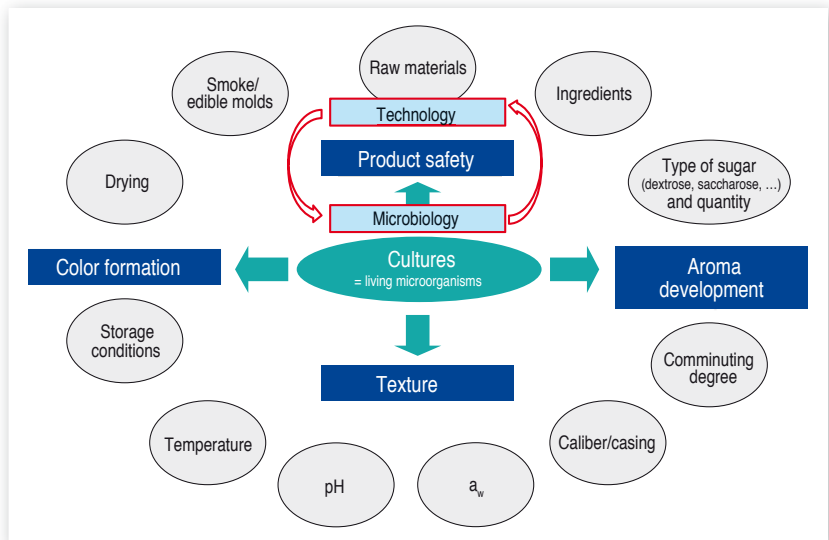 Raw materials
Smoke/
edible molds
Ingredients
Technology
Drying
Product safety
Type of sugar
(dextrose, saccharose, ...)
and quantity
Microbiology
Color formation
Cultures
= living microorganisms
Aroma
development
Storage
conditions
Comminuting
degree
Texture
Temperature
Caliber/casing
pH
a_w